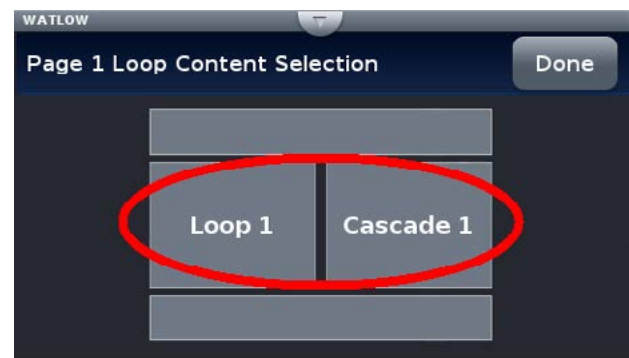 WATLOW
Page 1 Loop Content Selection
Done
Loop 1
Cascade 1